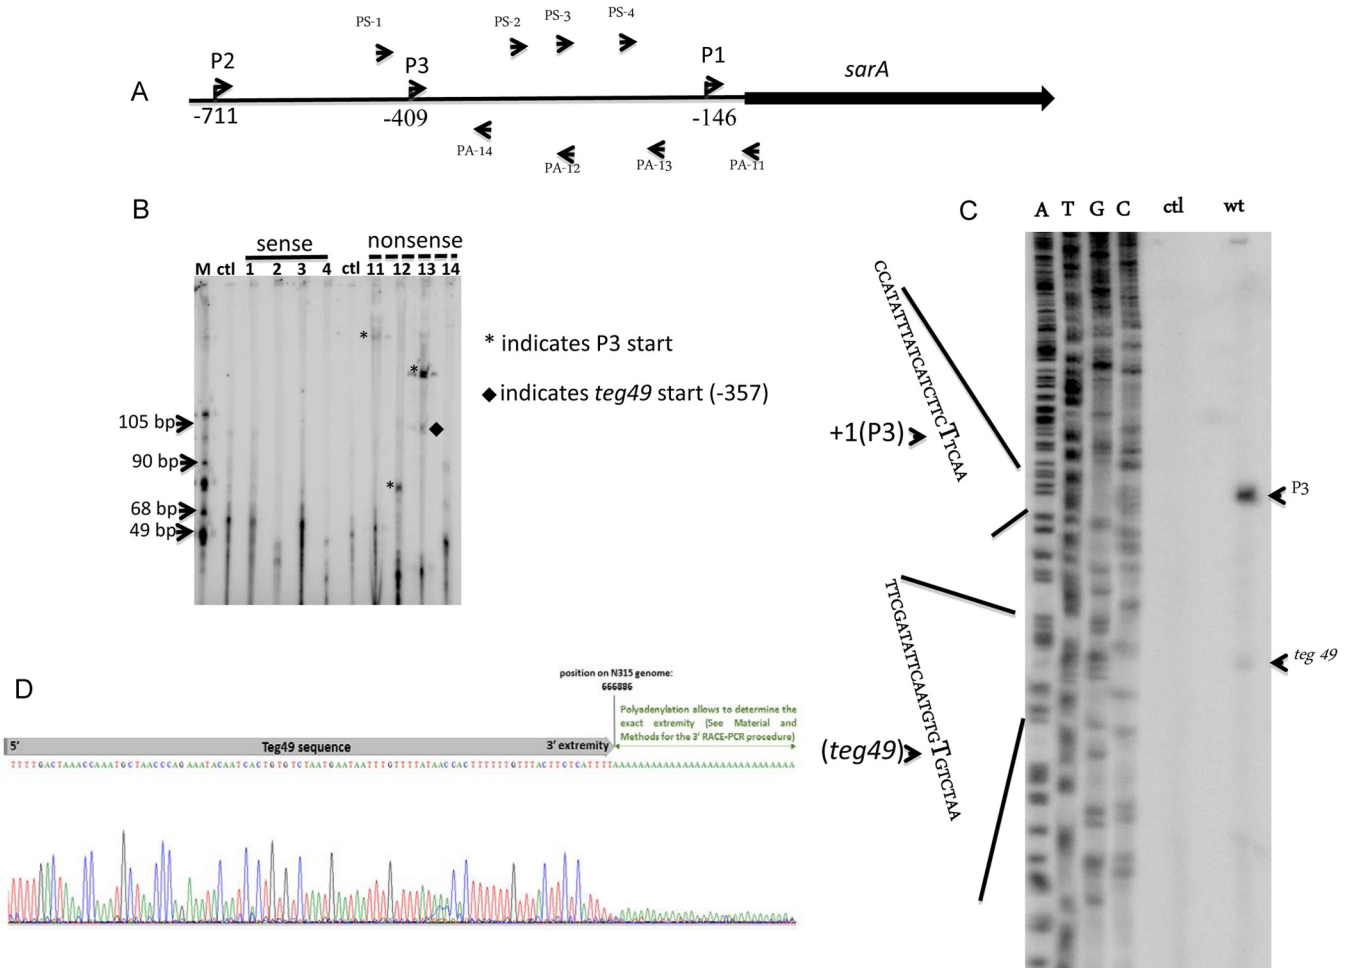 PS-1
PS-2
PS-3
PS-4
P2
P3
P1
sarA
A
-711
-409
-146
PA-14
PA-12
PA-13
PA-11
B
sense
nonsense
M ctl 1 2 3 4 ctl 11 12 13 14
*
*
*
* indicates P3 start
◆ indicates teg49 start (-357)
105 bp
90 bp
68 bp
49 bp
C
A T G C ctl wt
CCATATTTATCATCTTCTTCAA
+1(P3)
P3
TTCGATATTCAATGTGTGTCTAA
(teg49)
teg 49
D
position on N315 genome:
666886
Polyadenylation allows to determine the
exact extremity (See Material and
Methods for the 3' RACE-PCR procedure)
5' Teg49 sequence 3' extremity